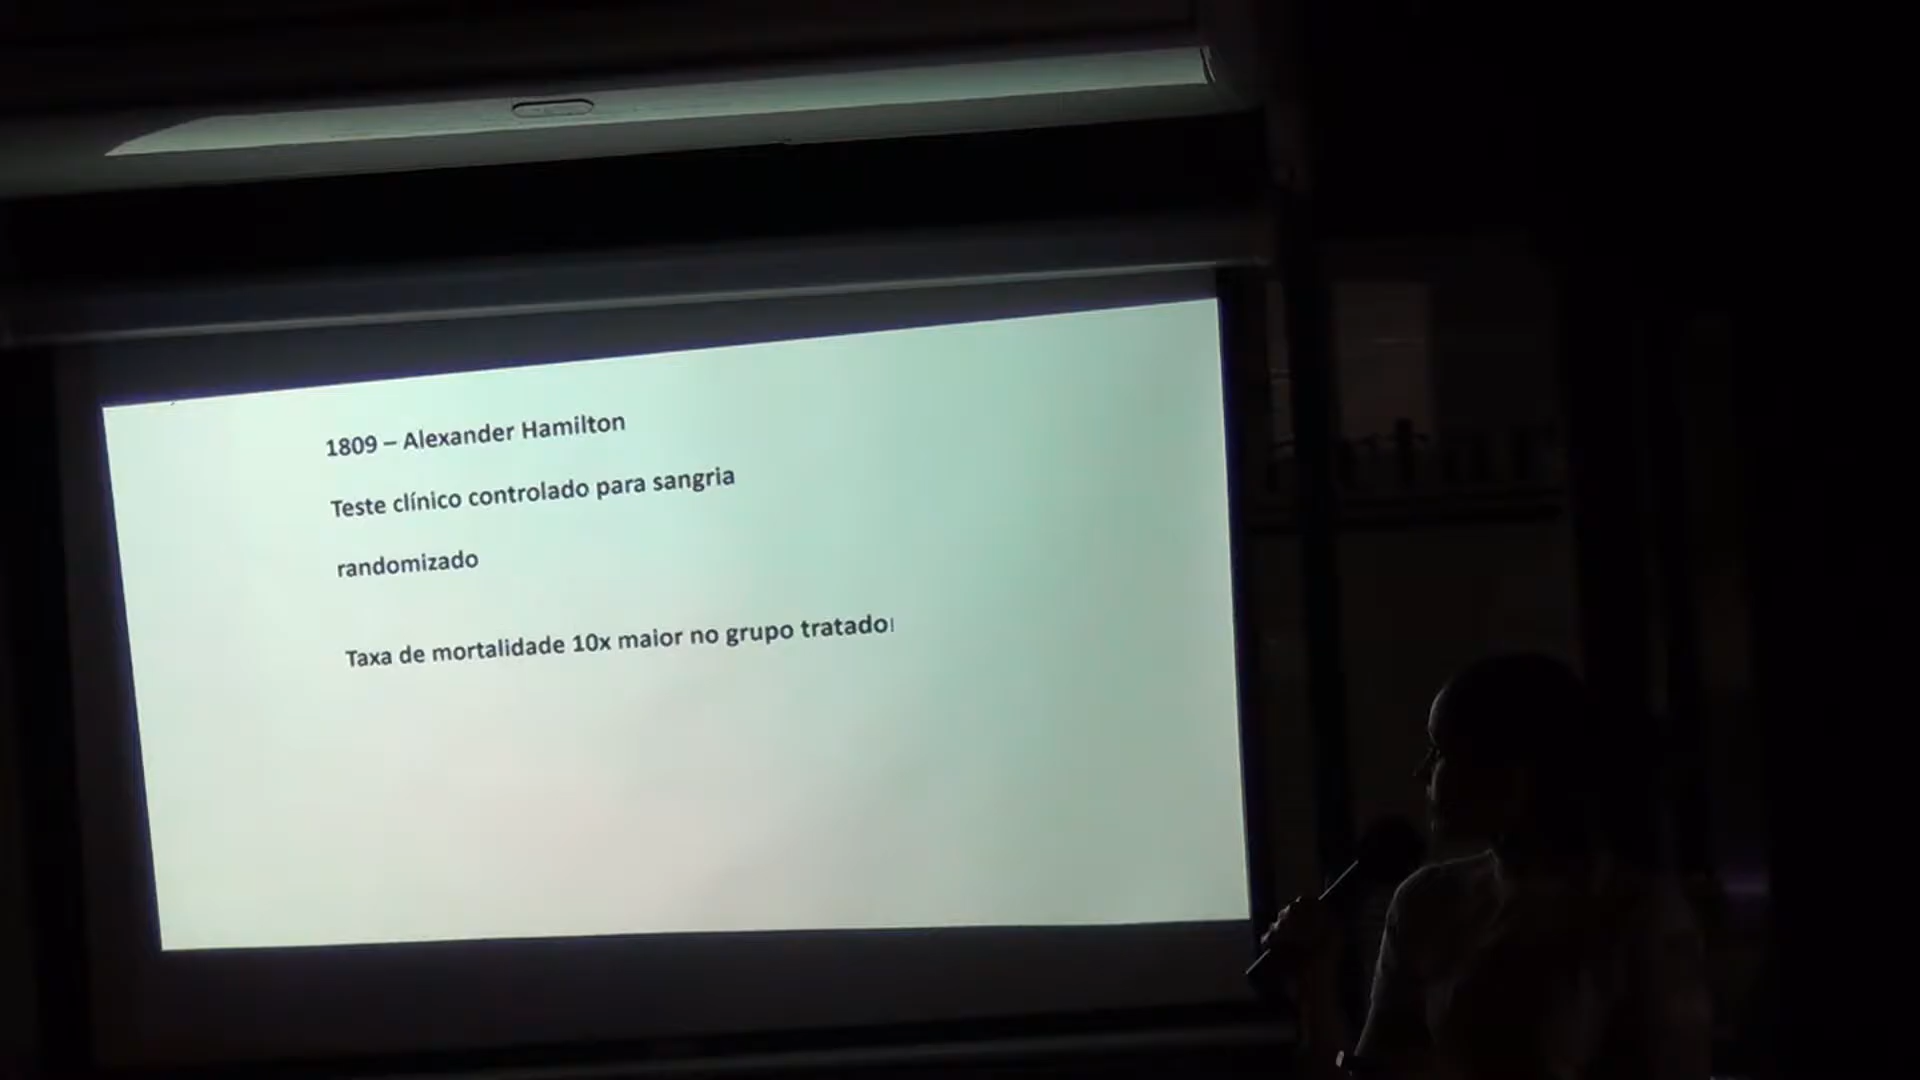 1809 – Alexander Hamilton
Teste clínico controlado para sangria
randomizado
Taxa de mortalidade 10x maior no grupo tratado!